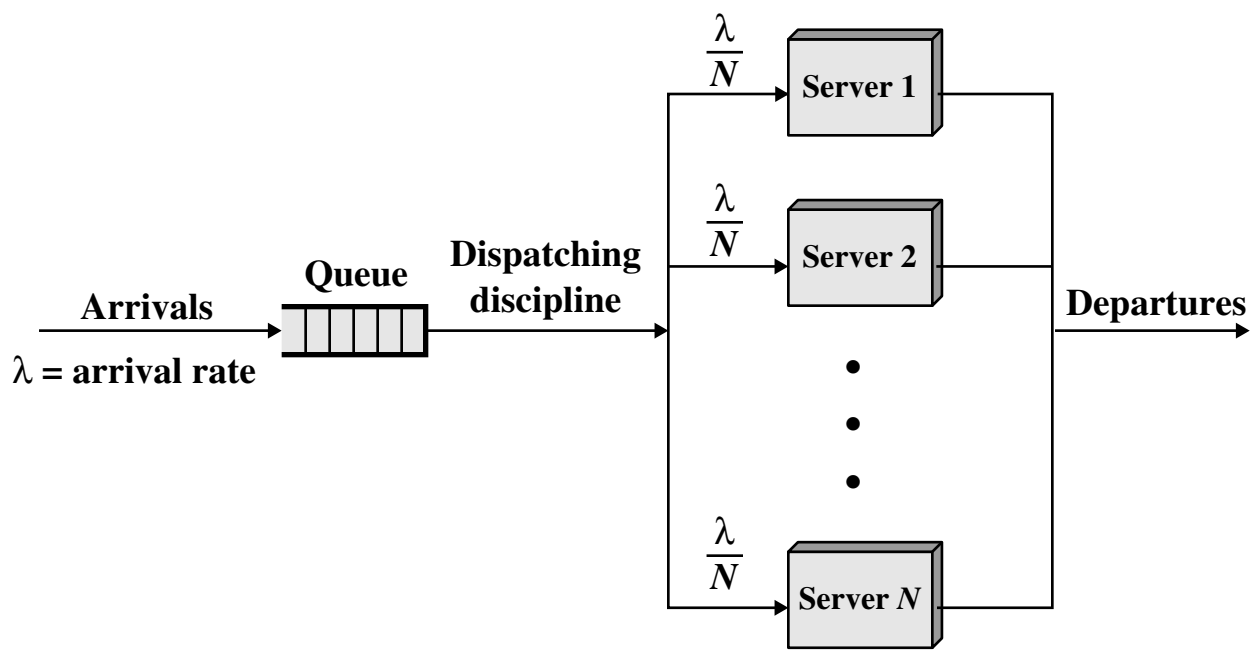 λ
N
Server 1
λ
N
Server 2
Dispatching
discipline
Queue
Arrivals
λ = arrival rate
Departures
λ
N
Server N